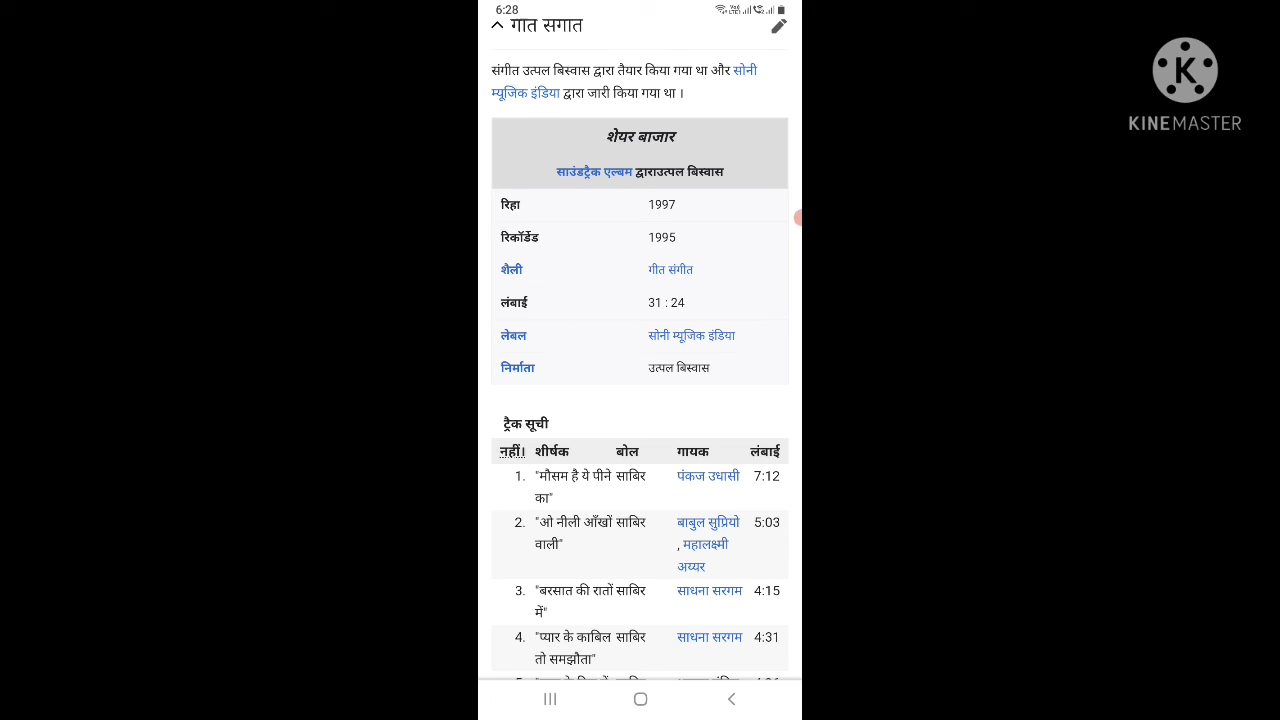 6:28
गीत संगीत
संगीत उत्पल बिस्वास द्वारा तैयार किया गया था और सोनी
म्यूजिक इंडिया द्वारा जारी किया गया था ।
शेयर बाजार
साउंडट्रैक एल्बम द्वाराउत्पल बिस्वास
रिहा 1997
रिकॉर्डेड 1995
शैली गीत संगीत
लंबाई 31 : 24
लेबल सोनी म्यूजिक इंडिया
निर्माता उत्पल बिस्वास
ट्रैक सूची
नहीं। शीर्षक बोल गायक लंबाई
1. "मौसम है ये पीने साबिर पंकज उधासी 7:12
का"
2. "ओ नीली आँखों साबिर बाबुल सुप्रियो 5:03
वाली" , महालक्ष्मी
अय्यर
3. "बरसात की रातों साबिर साधना सरगम 4:15
में"
4. "प्यार के काबिल साबिर साधना सरगम 4:31
तो समझौता"
K
KINEMASTER